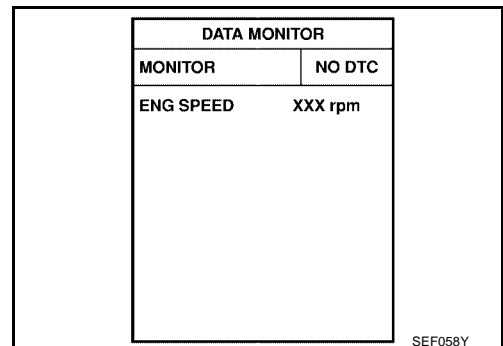 DATA MONITOR
MONITOR NO DTC
ENG SPEED XXX rpm
SEF058Y